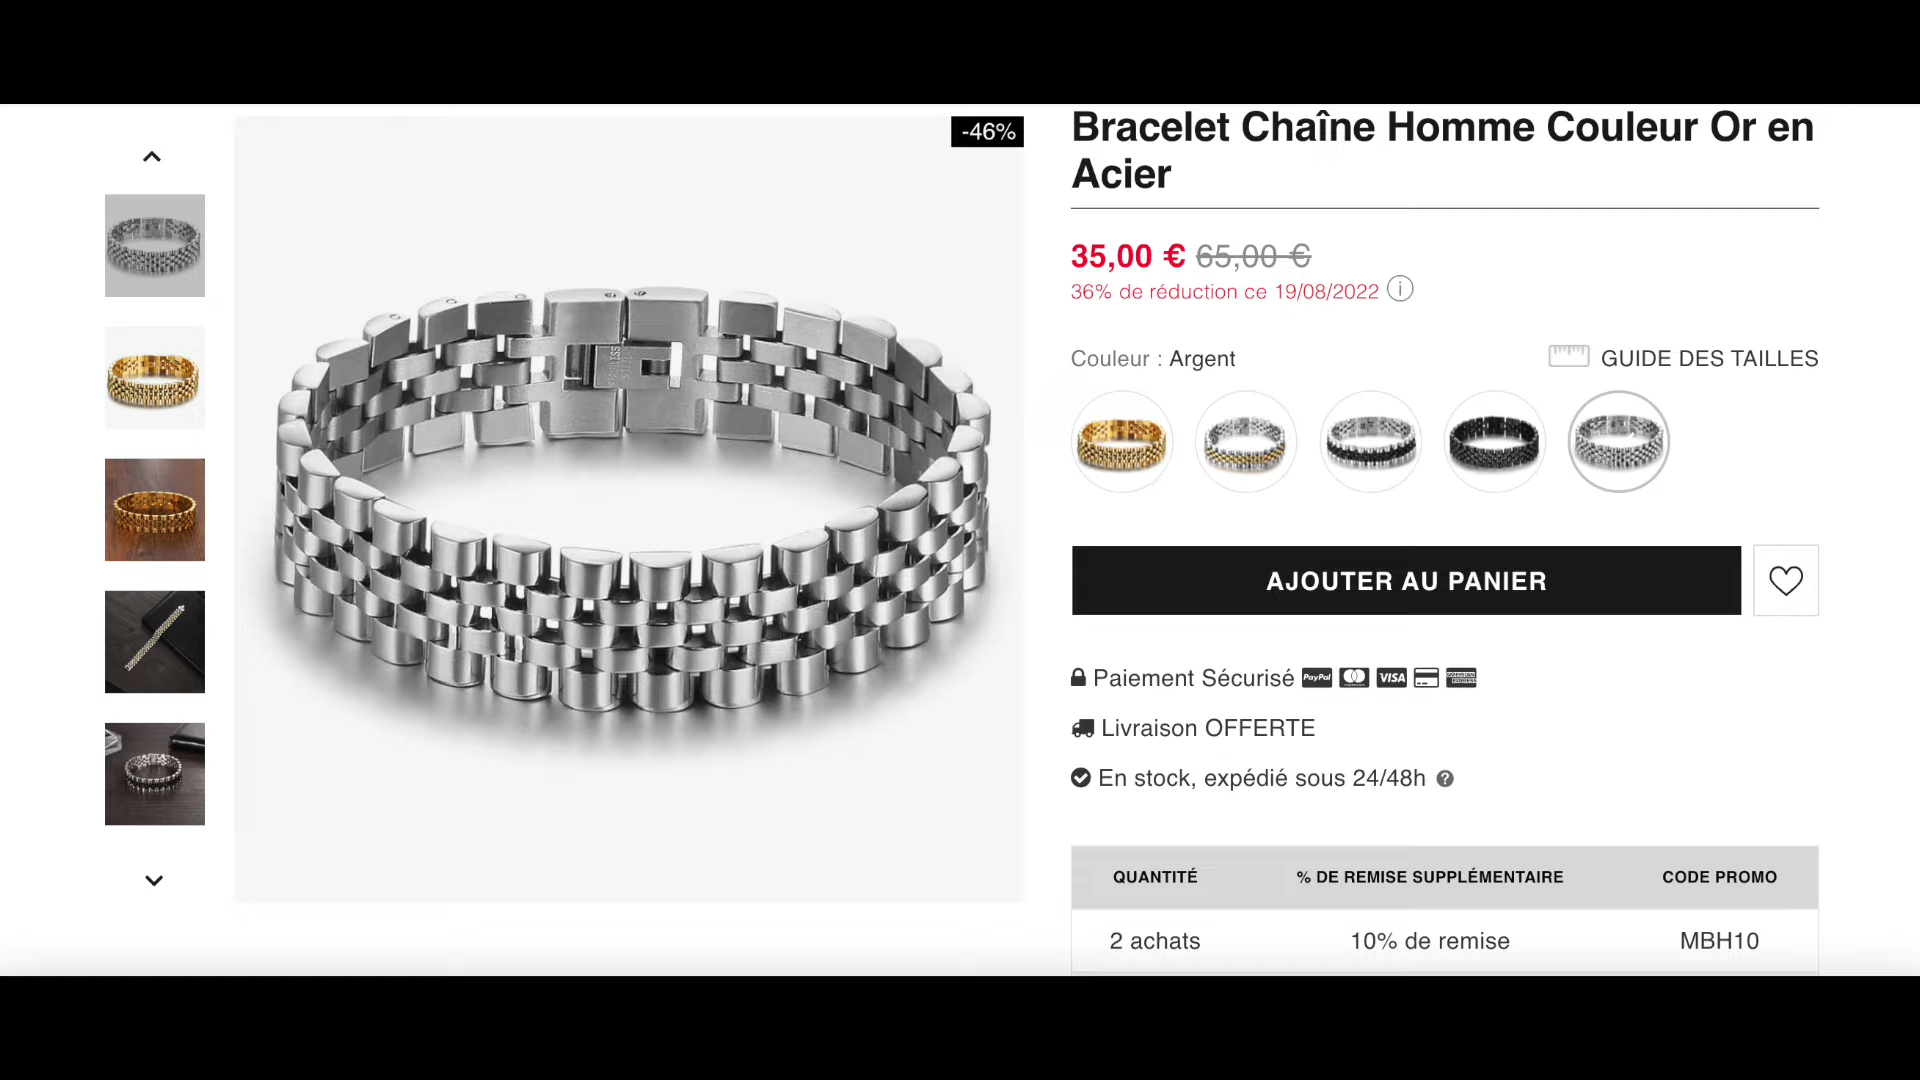 -46%
Bracelet Chaîne Homme Couleur Or en
Acier
35,00 € 65,00 €
36% de réduction ce 19/08/2022
Couleur : Argent
GUIDE DES TAILLES
AJOUTER AU PANIER
Paiement Sécurisé PayPal VISA
Livraison OFFERTE
En stock, expédié sous 24/48h
QUANTITÉ % DE REMISE SUPPLÉMENTAIRE CODE PROMO
2 achats 10% de remise MBH10